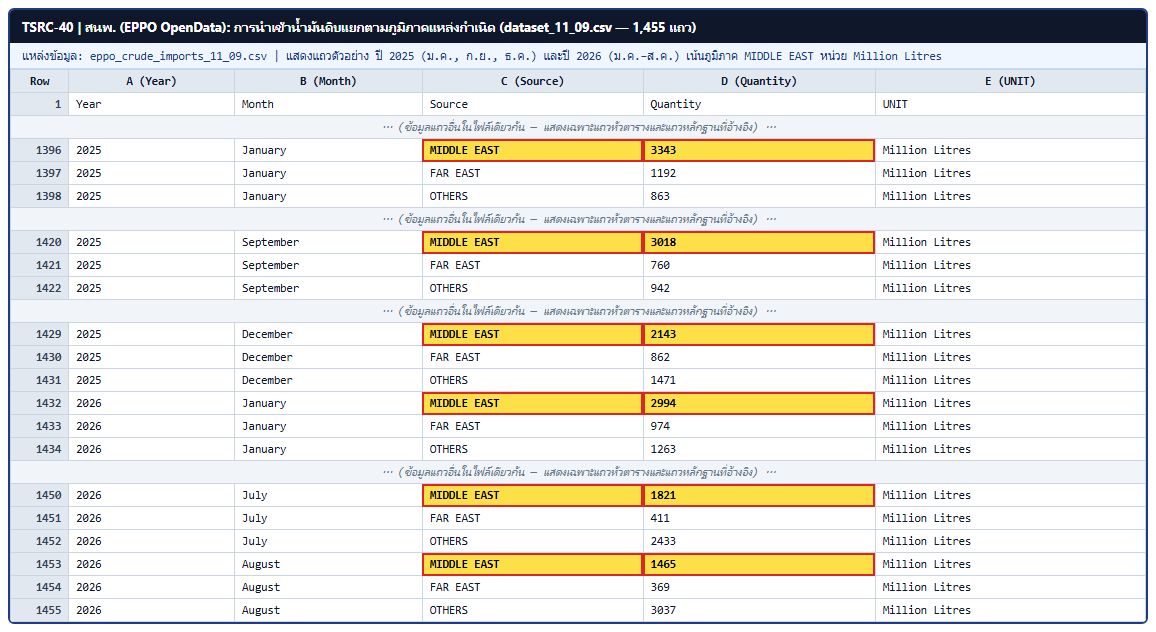 TSRC-40 | สนพ. (EPPO OpenData): การนำเข้าน้ำมันดิบแยกตามภูมิภาคแหล่งกำเนิด (dataset_11_09.csv — 1,455 แถว)
แหล่งข้อมูล: eppo_crude_imports_11_09.csv | แสดงแถวตัวอย่าง ปี 2025 (ม.ค., ก.ย., ธ.ค.) และปี 2026 (ม.ค.–ส.ค.) เน้นภูมิภาค MIDDLE EAST หน่วย Million Litres
Row A (Year) B (Month) C (Source) D (Quantity) E (UNIT)
1 Year Month Source Quantity UNIT
⋯ (ข้อมูลแถวอื่นในไฟล์เดียวกัน — แสดงเฉพาะแถวหัวตารางและแถวหลักฐานที่อ้างอิง) ⋯
1396 2025 January MIDDLE EAST 3343 Million Litres
1397 2025 January FAR EAST 1192 Million Litres
1398 2025 January OTHERS 863 Million Litres
⋯ (ข้อมูลแถวอื่นในไฟล์เดียวกัน — แสดงเฉพาะแถวหัวตารางและแถวหลักฐานที่อ้างอิง) ⋯
1420 2025 September MIDDLE EAST 3018 Million Litres
1421 2025 September FAR EAST 760 Million Litres
1422 2025 September OTHERS 942 Million Litres
⋯ (ข้อมูลแถวอื่นในไฟล์เดียวกัน — แสดงเฉพาะแถวหัวตารางและแถวหลักฐานที่อ้างอิง) ⋯
1429 2025 December MIDDLE EAST 2143 Million Litres
1430 2025 December FAR EAST 862 Million Litres
1431 2025 December OTHERS 1471 Million Litres
1432 2026 January MIDDLE EAST 2994 Million Litres
1433 2026 January FAR EAST 974 Million Litres
1434 2026 January OTHERS 1263 Million Litres
⋯ (ข้อมูลแถวอื่นในไฟล์เดียวกัน — แสดงเฉพาะแถวหัวตารางและแถวหลักฐานที่อ้างอิง) ⋯
1450 2026 July MIDDLE EAST 1821 Million Litres
1451 2026 July FAR EAST 411 Million Litres
1452 2026 July OTHERS 2433 Million Litres
1453 2026 August MIDDLE EAST 1465 Million Litres
1454 2026 August FAR EAST 369 Million Litres
1455 2026 August OTHERS 3037 Million Litres